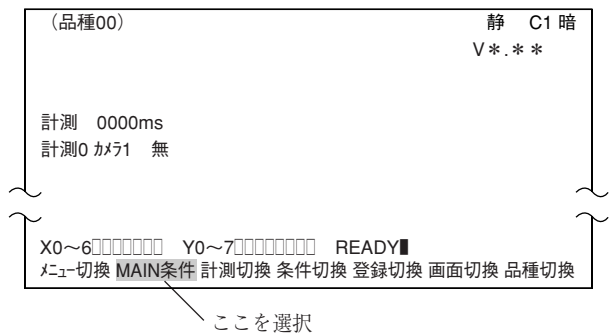 (品種00) 静 C1 暗
V*.**
計測 0000ms
計測0 ｶﾒﾗ1 無
X0～6□□□□□□□ Y0～7□□□□□□□□ READY■
ﾒﾆｭｰ切換 MAIN条件 計測切換 条件切換 登録切換 画面切換 品種切換
ここを選択